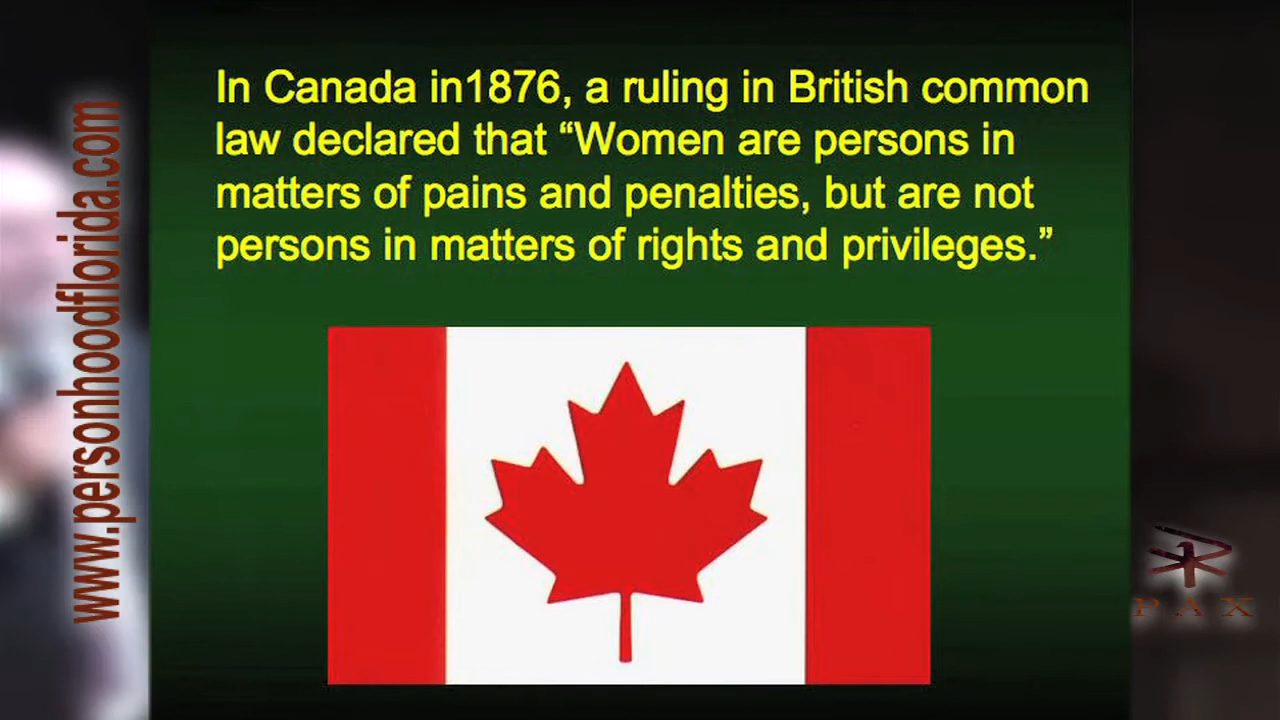 In Canada in1876, a ruling in British common
law declared that “Women are persons in
matters of pains and penalties, but are not
persons in matters of rights and privileges.”
www.personhoodflorida.com
PAX